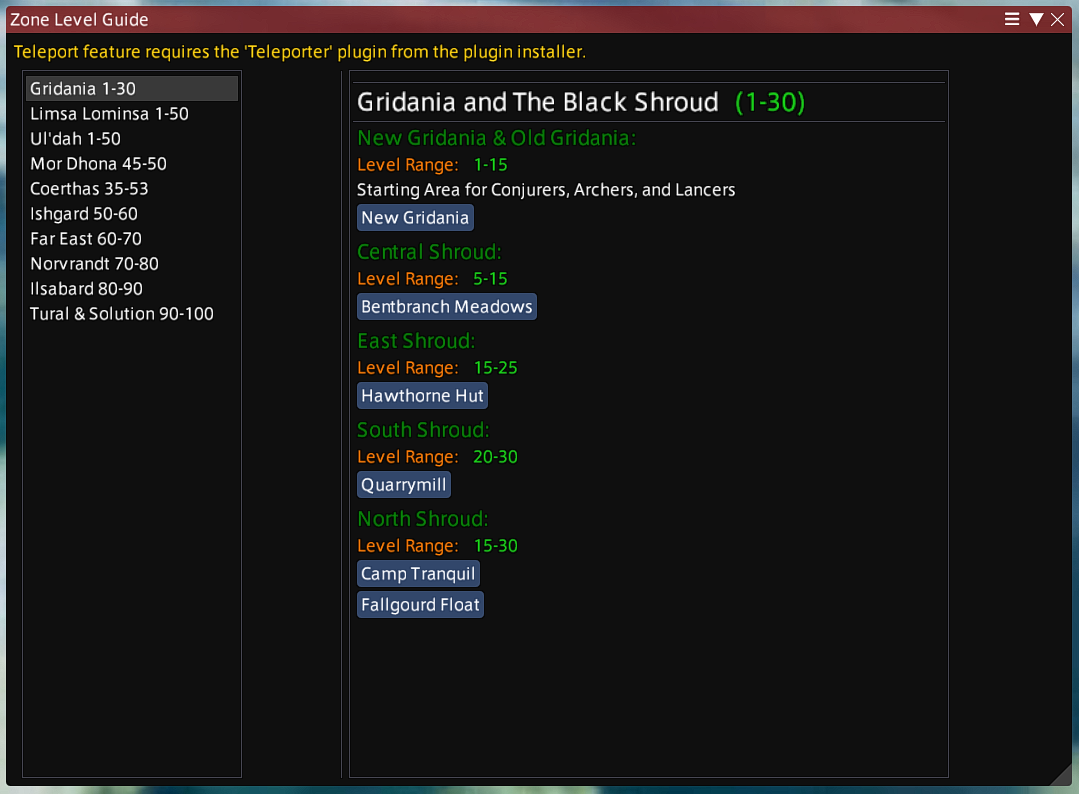 Zone Level Guide
Teleport feature requires the 'Teleporter' plugin from the plugin installer.
Gridania 1-30
Limsa Lominsa 1-50
Ul'dah 1-50
Mor Dhona 45-50
Coerthas 35-53
Ishgard 50-60
Far East 60-70
Norvrandt 70-80
Ilsabard 80-90
Tural & Solution 90-100
Gridania and The Black Shroud (1-30)
New Gridania & Old Gridania:
Level Range: 1-15
Starting Area for Conjurers, Archers, and Lancers
New Gridania
Central Shroud:
Level Range: 5-15
Bentbranch Meadows
East Shroud:
Level Range: 15-25
Hawthorne Hut
South Shroud:
Level Range: 20-30
Quarrymill
North Shroud:
Level Range: 15-30
Camp Tranquil
Fallgourd Float